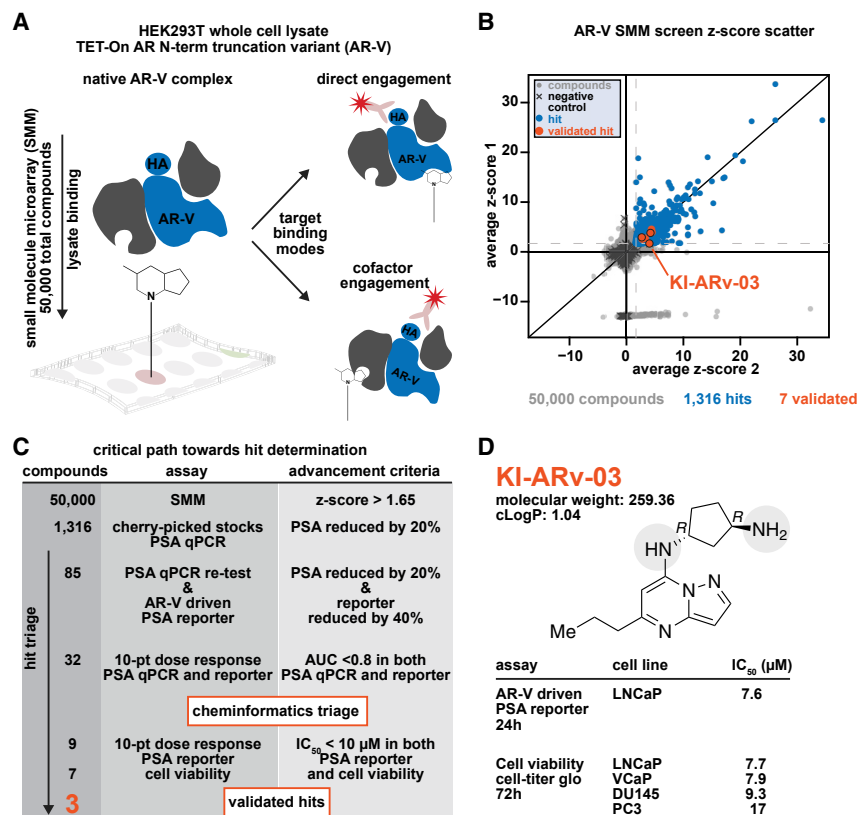 A
HEK293T whole cell lysate
TET-On AR N-term truncation variant (AR-V)
native AR-V complex
direct engagement
small molecule microarray (SMM)
50,000 total compounds
lysate binding
HA
AR-V
N
HA
AR-V
N
target
binding
modes
cofactor
engagement
HA
AR-V
N
B
AR-V SMM screen z-score scatter
compounds
negative
control
hit
validated hit
average z-score 1
30
20
10
0
−10
KI-ARv-03
−10
0
10
20
30
average z-score 2
50,000 compounds
1,316 hits
7 validated
C
critical path towards hit determination
compounds
assay
advancement criteria
hit triage
50,000
SMM
z-score > 1.65
1,316
cherry-picked stocks
PSA qPCR
PSA reduced by 20%
85
PSA qPCR re-test
&
AR-V driven
PSA reporter
PSA reduced by 20%
&
reporter
reduced by 40%
32
10-pt dose response
PSA qPCR and reporter
AUC <0.8 in both
PSA qPCR and reporter
cheminformatics triage
9
10-pt dose response
PSA reporter
cell viability
IC50 < 10 µM in both
PSA reporter
and cell viability
7
3
validated hits
D
KI-ARv-03
molecular weight: 259.36
cLogP: 1.04
R
R
NH2
HN
N
N
N
Me
assay
cell line
IC50 (µM)
AR-V driven
PSA reporter
24h
LNCaP
7.6
Cell viability
cell-titer glo
72h
LNCaP
7.7
VCaP
7.9
DU145
9.3
PC3
17